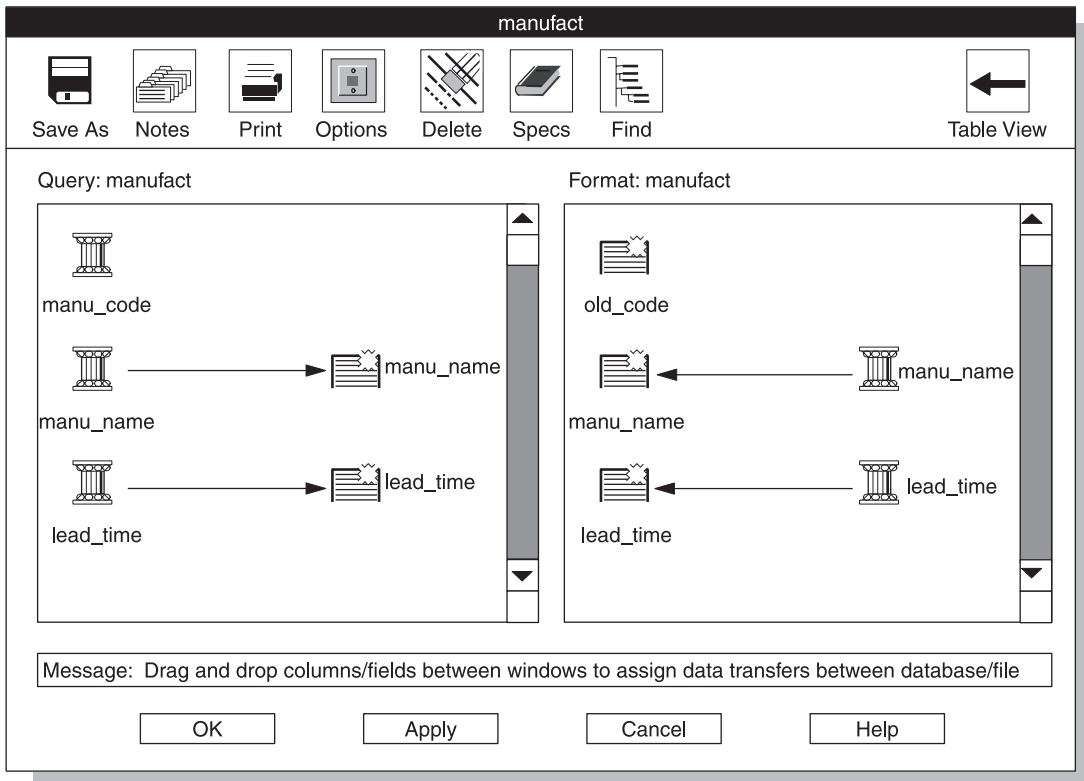 manufact
Save As Notes Print Options Delete Specs Find Table View
Query: manufact
manu_code
manu_name
manu_name
lead_time
lead_time
Format: manufact
old_code
manu_name
manu_name
lead_time
lead_time
Message: Drag and drop columns/fields between windows to assign data transfers between database/file
OK Apply Cancel Help